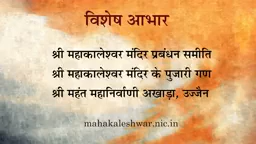 विशेष आभार
श्री महाकालेश्वर मंदिर प्रबंधन समीति
श्री महाकालेश्वर मंदिर के पुजारी गण
श्री महंत महानिर्वाणी अखाड़ा, उज्जैन
mahakaleshwar.nic.in